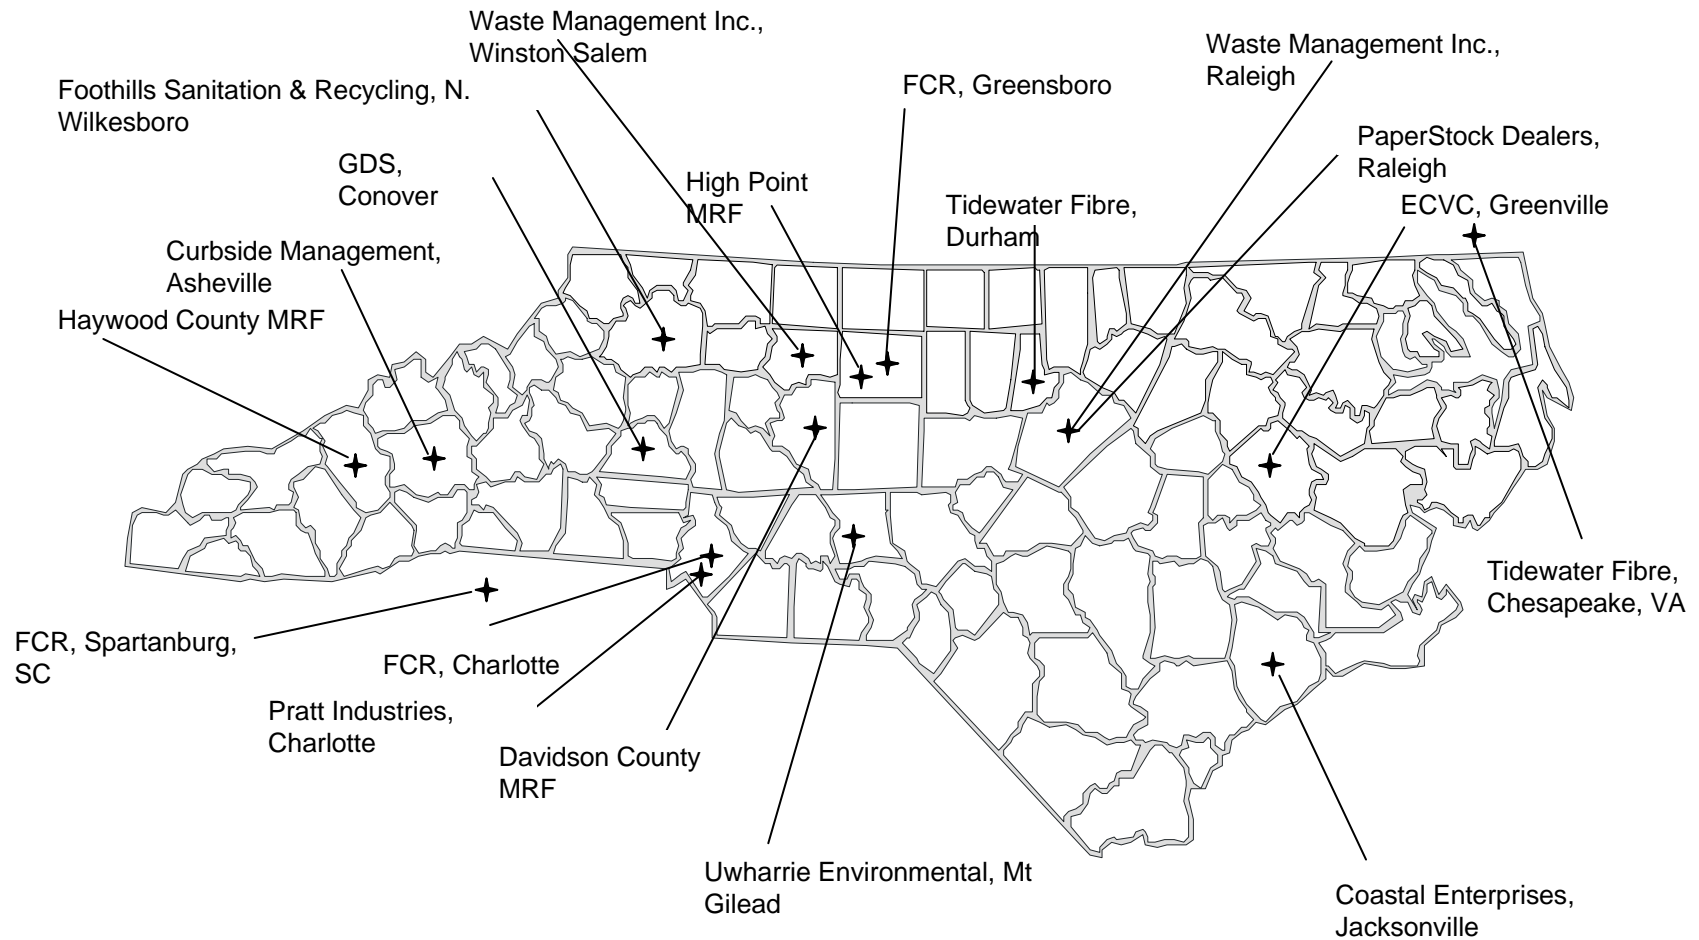 Waste Management Inc.,
Winston Salem
Waste Management Inc.,
Raleigh
Foothills Sanitation & Recycling, N.
Wilkesboro
FCR, Greensboro
PaperStock Dealers,
Raleigh
GDS,
Conover
High Point
MRF
Tidewater Fibre,
Durham
ECVC, Greenville
Curbside Management,
Asheville
Haywood County MRF
Tidewater Fibre,
Chesapeake, VA
FCR, Spartanburg,
SC
FCR, Charlotte
Pratt Industries,
Charlotte
Davidson County
MRF
Uwharrie Environmental, Mt
Gilead
Coastal Enterprises,
Jacksonville